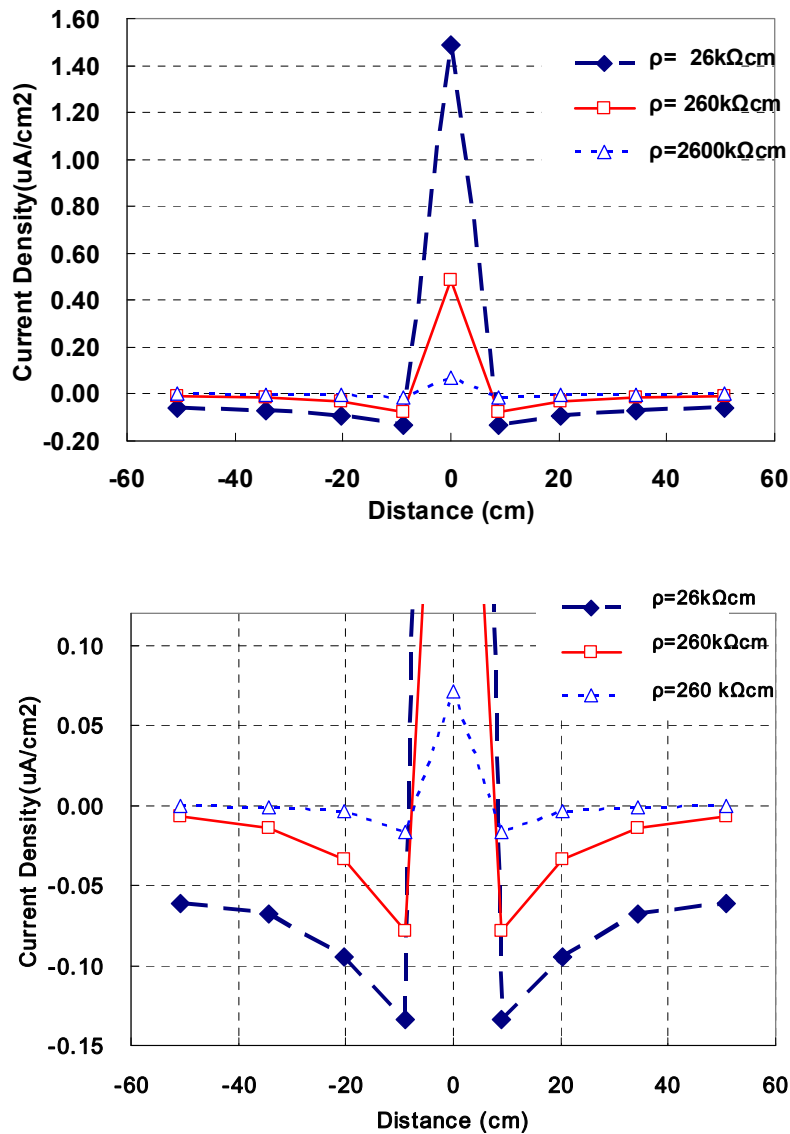 1.60
1.40
1.20
1.00
0.80
0.60
0.40
0.20
0.00
-0.20
Current Density(uA/cm2)
ρ= 26kΩcm
ρ= 260kΩcm
ρ=2600kΩcm
-60 -40 -20 0 20 40 60
Distance (cm)
0.10
0.05
0.00
-0.05
-0.10
-0.15
Current Density(uA/cm2)
ρ=26kΩcm
ρ=260kΩcm
ρ=260 kΩcm
-60 -40 -20 0 20 40 60
Distance (cm)